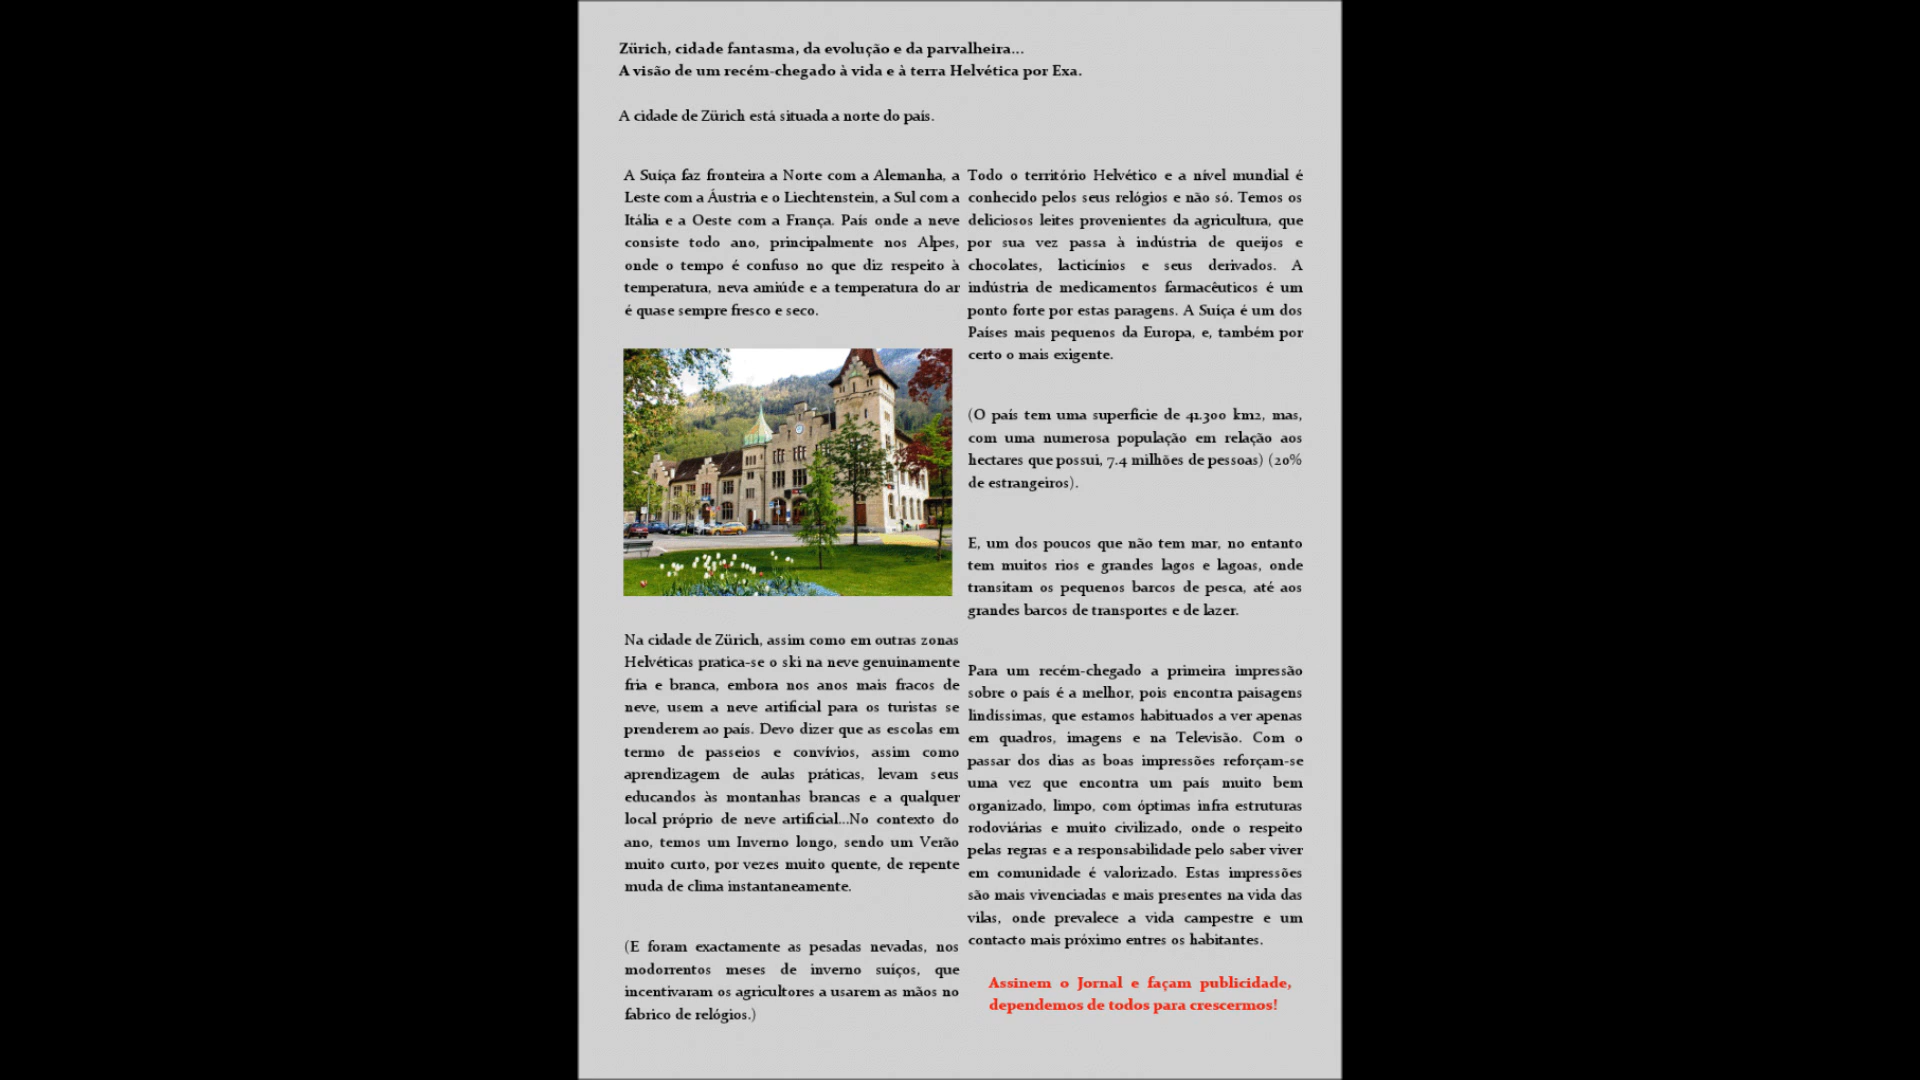 Zürich, cidade fantasma, da evolução e da parvalheira...
A visão de um recém-chegado à vida e à terra Helvética por Exa.
A cidade de Zürich está situada a norte do país.
A Suíça faz fronteira a Norte com a Alemanha, a
Leste com a Áustria e o Liechtenstein, a Sul com a
Itália e a Oeste com a França. País onde a neve
consiste todo ano, principalmente nos Alpes,
onde o tempo é confuso no que diz respeito à
temperatura, neva amiúde e a temperatura do ar
é quase sempre fresco e seco.
Na cidade de Zürich, assim como em outras zonas
Helvéticas pratica-se o ski na neve genuinamente
fria e branca, embora nos anos mais fracos de
neve, usem a neve artificial para os turistas se
prenderem ao país. Devo dizer que as escolas em
termo de passeios e convívios, assim como
aprendizagem de aulas práticas, levam seus
educandos às montanhas brancas e a qualquer
local próprio de neve artificial...No contexto do
ano, temos um Inverno longo, sendo um Verão
muito curto, por vezes muito quente, de repente
muda de clima instantaneamente.
(E foram exactamente as pesadas nevadas, nos
modorrentos meses de inverno suíços, que
incentivaram os agricultores a usarem as mãos no
fabrico de relógios.)
Todo o território Helvético e a nível mundial é
conhecido pelos seus relógios e não só. Temos os
deliciosos leites provenientes da agricultura, que
por sua vez passa à indústria de queijos e
chocolates, lacticínios e seus derivados. A
indústria de medicamentos farmacêuticos é um
ponto forte por estas paragens. A Suíça é um dos
Países mais pequenos da Europa, e, também por
certo o mais exigente.
(O país tem uma superficie de 41.300 km2, mas,
com uma numerosa população em relação aos
hectares que possui, 7.4 milhões de pessoas) (20%
de estrangeiros).
E, um dos poucos que não tem mar, no entanto
tem muitos rios e grandes lagos e lagoas, onde
transitam os pequenos barcos de pesca, até aos
grandes barcos de transportes e de lazer.
Para um recém-chegado a primeira impressão
sobre o país é a melhor, pois encontra paisagens
lindíssimas, que estamos habituados a ver apenas
em quadros, imagens e na Televisão. Com o
passar dos dias as boas impressões reforçam-se
uma vez que encontra um país muito bem
organizado, limpo, com óptimas infra estruturas
rodoviárias e muito civilizado, onde o respeito
pelas regras e a responsabilidade pelo saber viver
em comunidade é valorizado. Estas impressões
são mais vivenciadas e mais presentes na vida das
vilas, onde prevalece a vida campestre e um
contacto mais próximo entres os habitantes.
Assinem o Jornal e façam publicidade,
dependemos de todos para crescermos!